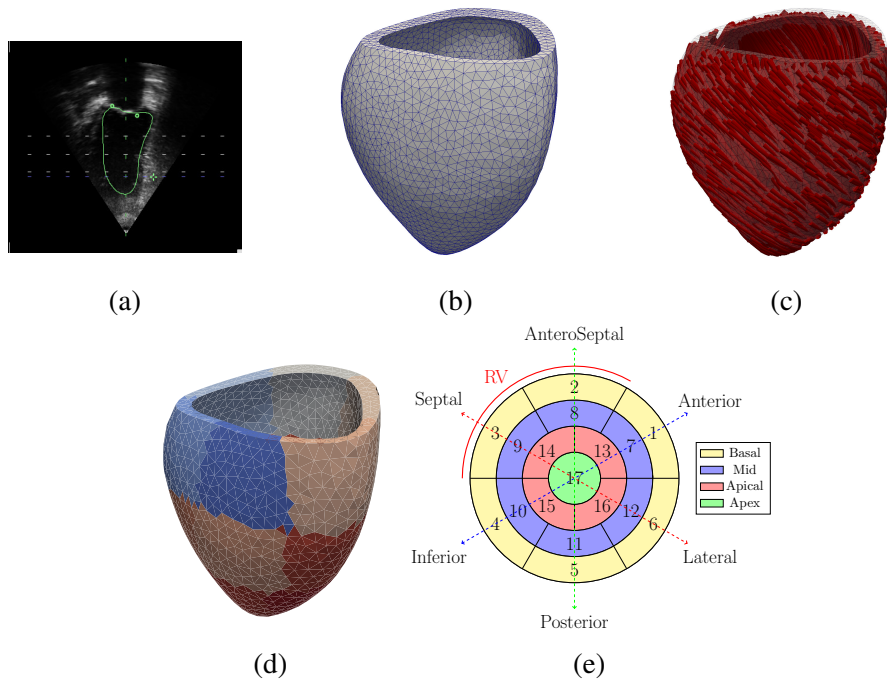 (a)
(b)
(c)
AnteroSeptal
RV
Septal
Anterior
2
8
3
1
9
7
14
13
17
Basal
Mid
Apical
Apex
10
15
16
12
4
6
11
Inferior
Lateral
5
Posterior
(d)
(e)